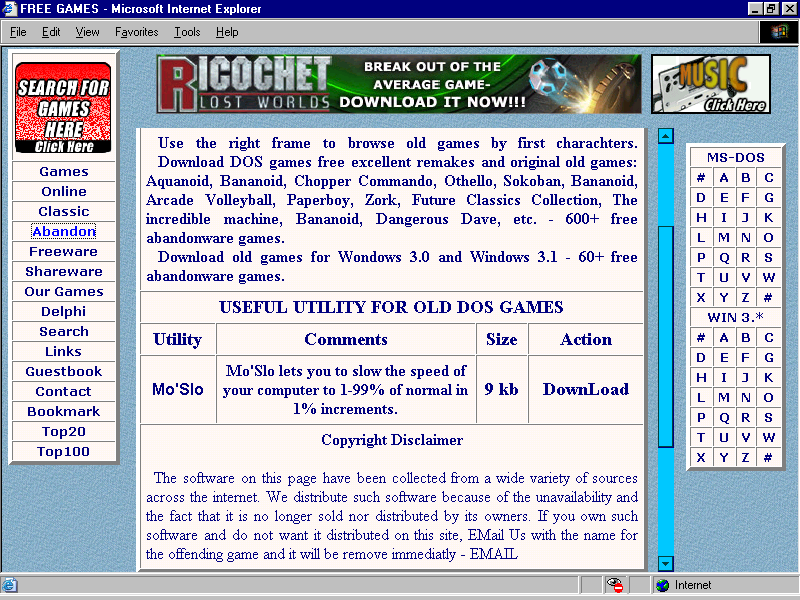 FREE GAMES - Microsoft Internet Explorer
File Edit View Favorites Tools Help
SEARCH FOR
GAMES
HERE
Click Here
RICOCHET
LOST WORLDS
BREAK OUT OF THE
AVERAGE GAME-
DOWNLOAD IT NOW!!!
MUSIC
Click Here
Games
Online
Classic
Abandon
Freeware
Shareware
Our Games
Delphi
Search
Links
Guestbook
Contact
Bookmark
Top20
Top100
Use the right frame to browse old games by first charachters.
Download DOS games free excellent remakes and original old games:
Aquanoid, Bananoid, Chopper Commando, Othello, Sokoban, Bananoid,
Arcade Volleyball, Paperboy, Zork, Future Classics Collection, The
incredible machine, Bananoid, Dangerous Dave, etc. - 600+ free
abandonware games.
Download old games for Wondows 3.0 and Windows 3.1 - 60+ free
abandonware games.
USEFUL UTILITY FOR OLD DOS GAMES
Utility Comments Size Action
Mo'Slo Mo'Slo lets you to slow the speed of
your computer to 1-99% of normal in
1% increments. 9 kb DownLoad
Copyright Disclaimer
The software on this page have been collected from a wide variety of sources
across the internet. We distribute such software because of the unavailability and
the fact that it is no longer sold nor distributed by its owners. If you own such
software and do not want it distributed on this site, EMail Us with the name for
the offending game and it will be remove immediatly - EMAIL
MS-DOS
# A B C
D E F G
H I J K
L M N O
P Q R S
T U V W
X Y Z #
WIN 3.*
# A B C
D E F G
H I J K
L M N O
P Q R S
T U V W
X Y Z #
Internet